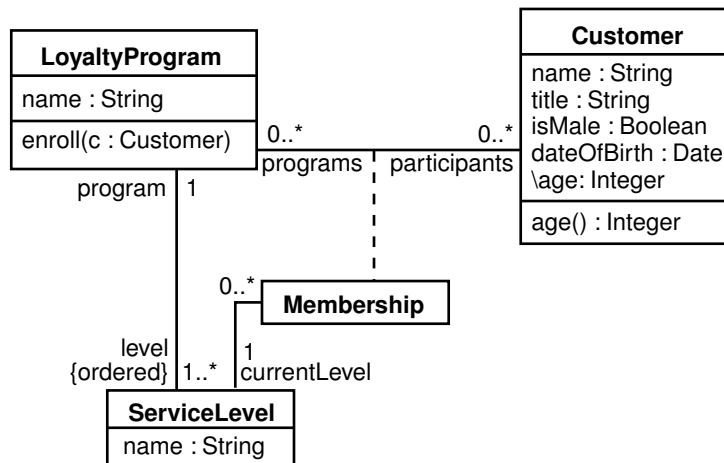 LoyaltyProgram
name : String
enroll(c : Customer)
Customer
name : String
title : String
isMale : Boolean
dateOfBirth : Date
\age: Integer
age() : Integer
0..*
0..*
programs
participants
program
1
0..*
Membership
level
{ordered}
1..*
1
currentLevel
ServiceLevel
name : String